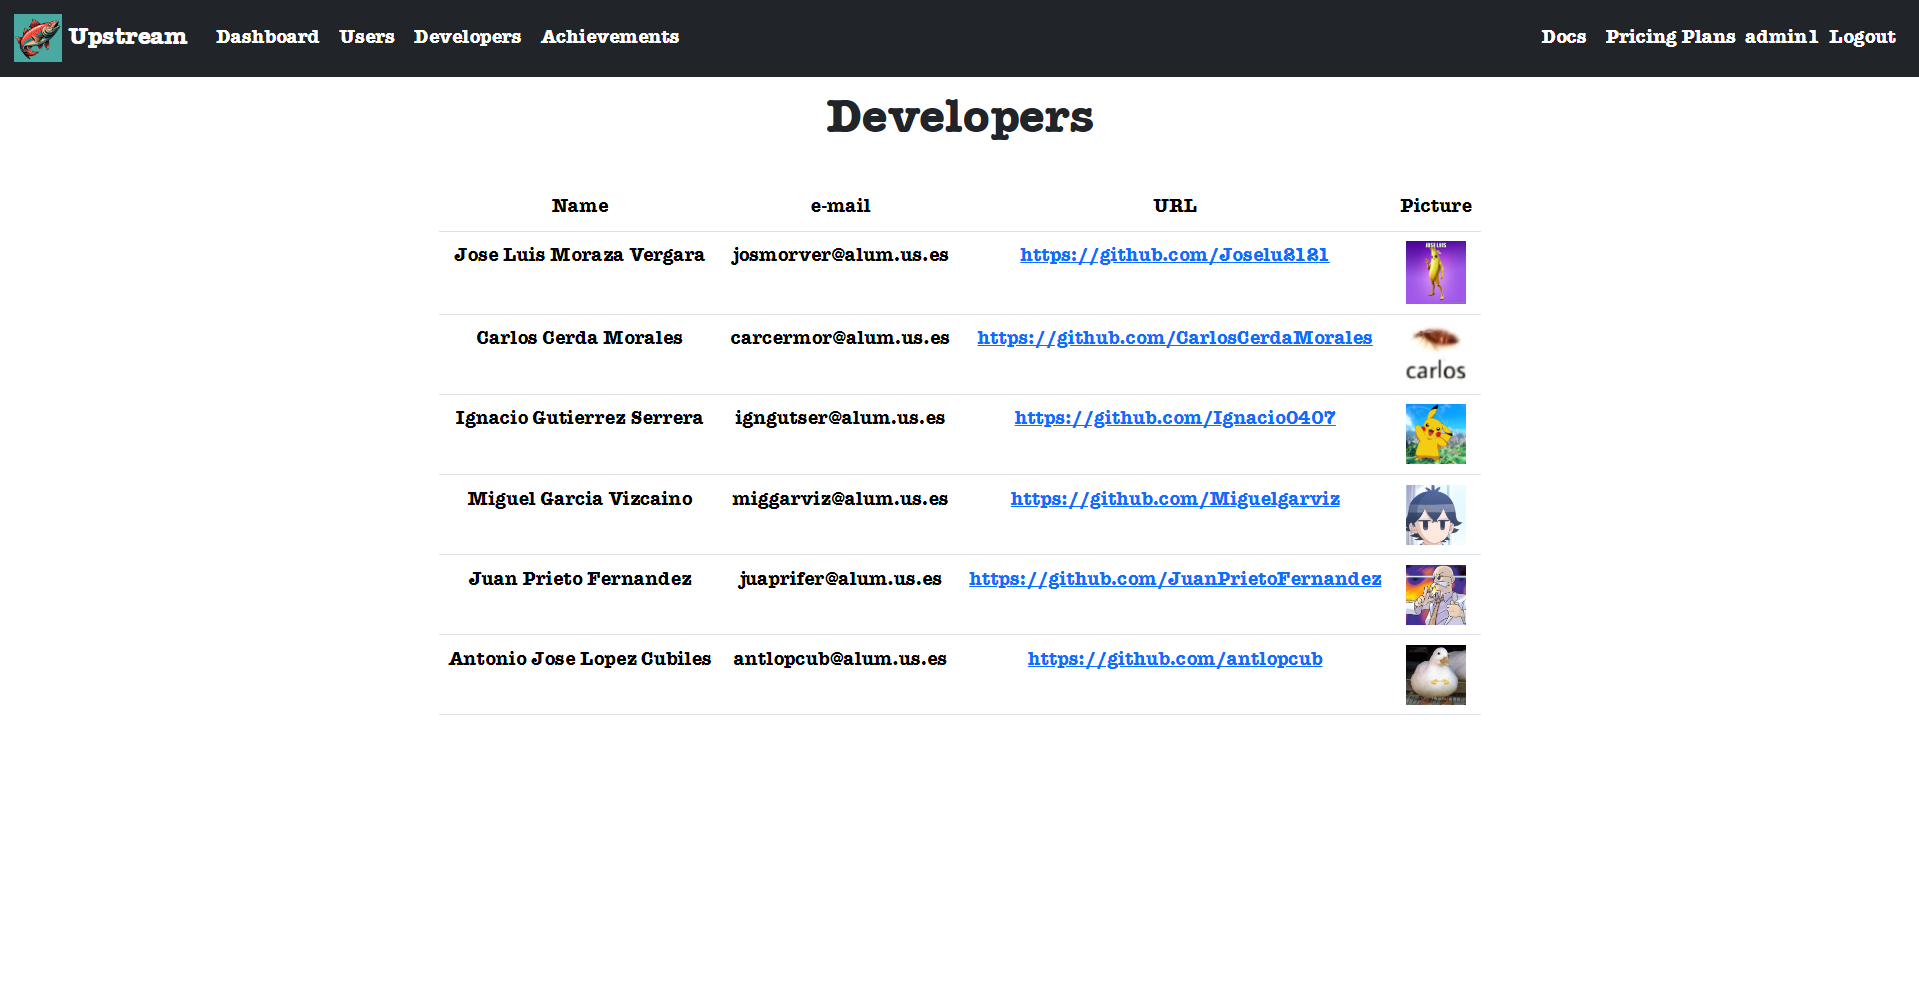 Upstream Dashboard Users Developers Achievements Docs Pricing Plans admin1 Logout
Developers
Name e-mail URL Picture
Jose Luis Moraza Vergara josmorver@alum.us.es https://github.com/Joselu2121
JOSE LUIS
Carlos Cerda Morales carcermor@alum.us.es https://github.com/CarlosCerdaMorales
carlos
Ignacio Gutierrez Serrera igngutser@alum.us.es https://github.com/Ignacio0407
Miguel Garcia Vizcaino miggarviz@alum.us.es https://github.com/Miguelgarviz
Juan Prieto Fernandez juaprifer@alum.us.es https://github.com/JuanPrietoFernandez
Antonio Jose Lopez Cubiles antlopcub@alum.us.es https://github.com/antlopcub